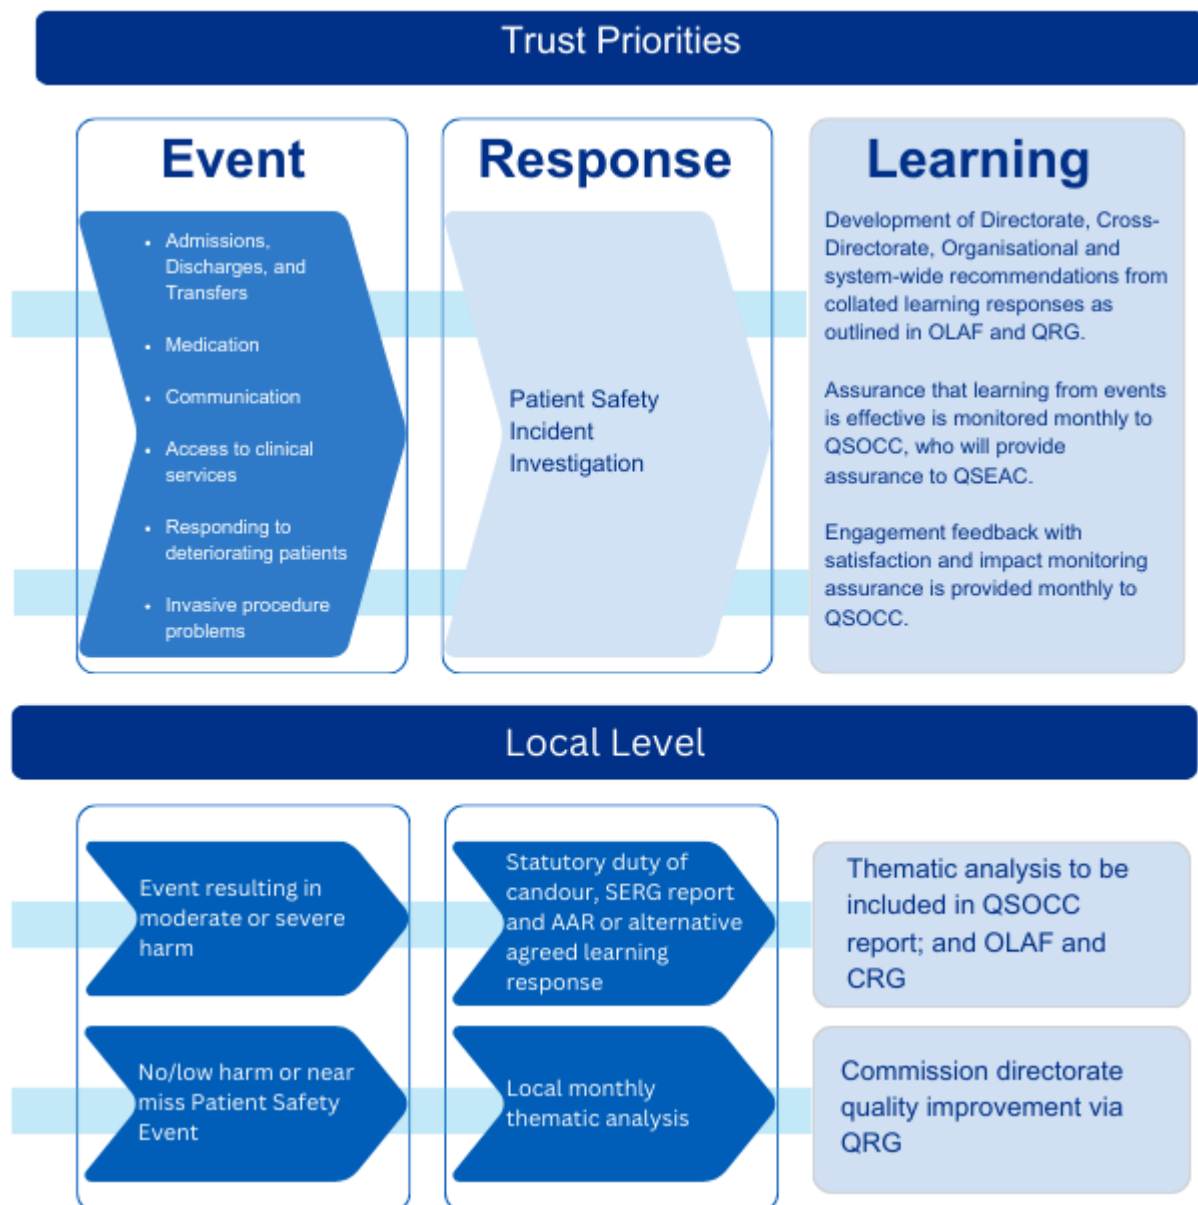 Trust Priorities
Event
• Admissions,
Discharges, and
Transfers
• Medication
• Communication
• Access to clinical
services
• Responding to
deteriorating patients
• Invasive procedure
problems
Response
Patient Safety
Incident
Investigation
Learning
Development of Directorate, Cross-
Directorate, Organisational and
system-wide recommendations from
collated learning responses as
outlined in OLAF and QRG.
Assurance that learning from events
is effective is monitored monthly to
QSOCC, who will provide
assurance to QSEAC.
Engagement feedback with
satisfaction and impact monitoring
assurance is provided monthly to
QSOCC.
Local Level
Event resulting in
moderate or severe
harm
Statutory duty of
candour, SERG report
and AAR or alternative
agreed learning
response
Thematic analysis to be
included in QSOCC
report; and OLAF and
CRG
No/low harm or near
miss Patient Safety
Event
Local monthly
thematic analysis
Commission directorate
quality improvement via
QRG